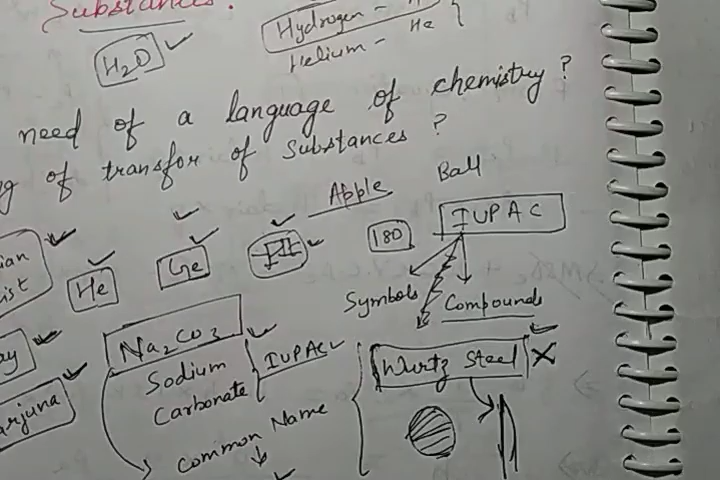 Substances.
Hydrogen -
Helium - He
H2O
need of a language of chemistry?
of transfor of Substances?
Apple
Ball
IUPAC
180
He
Ge
Symbols
Compounds
Na2Co3
Sodium
Carbonate
IUPAC
Wurtz Steel
Common Name
arjuna